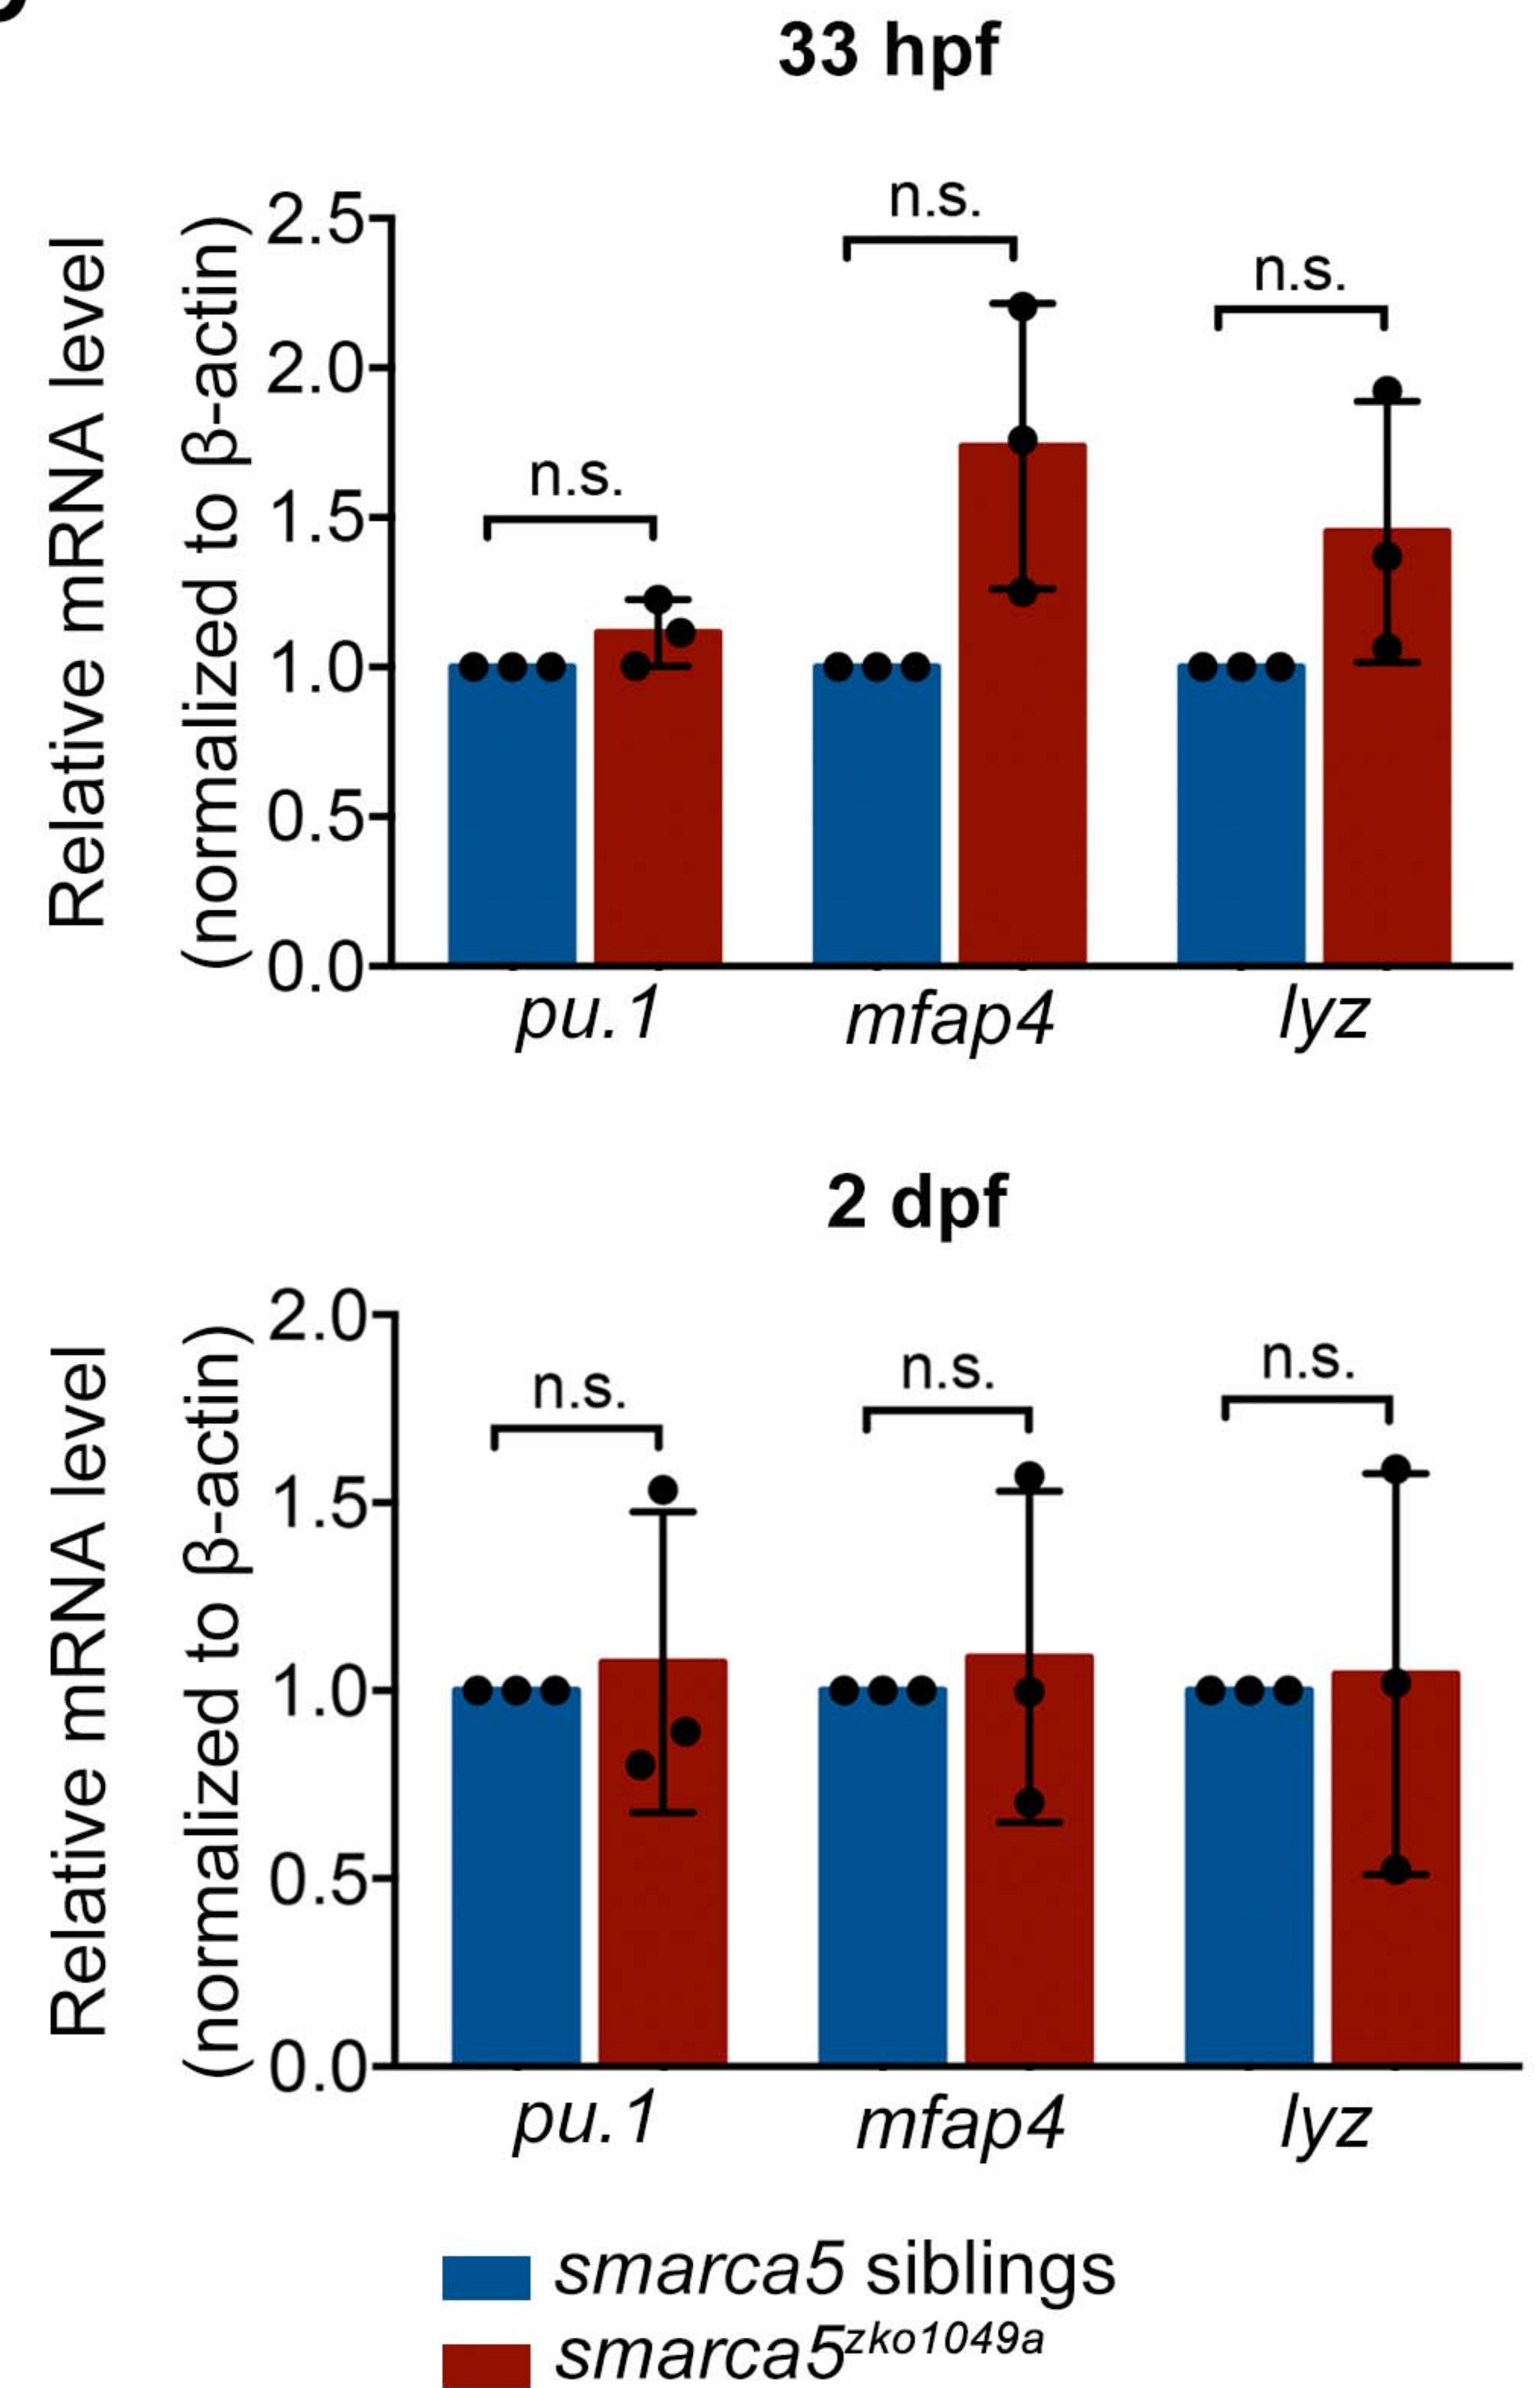 33 hpf
Relative mRNA level
(normalized to β-actin)
2.5
2.0
1.5
1.0
0.5
0.0
n.s.
n.s.
n.s.
pu.1
mfap4
lyz
2 dpf
Relative mRNA level
(normalized to β-actin)
2.0
1.5
1.0
0.5
0.0
n.s.
n.s.
n.s.
pu.1
mfap4
lyz
smarca5 siblings
smarca5zko1049a